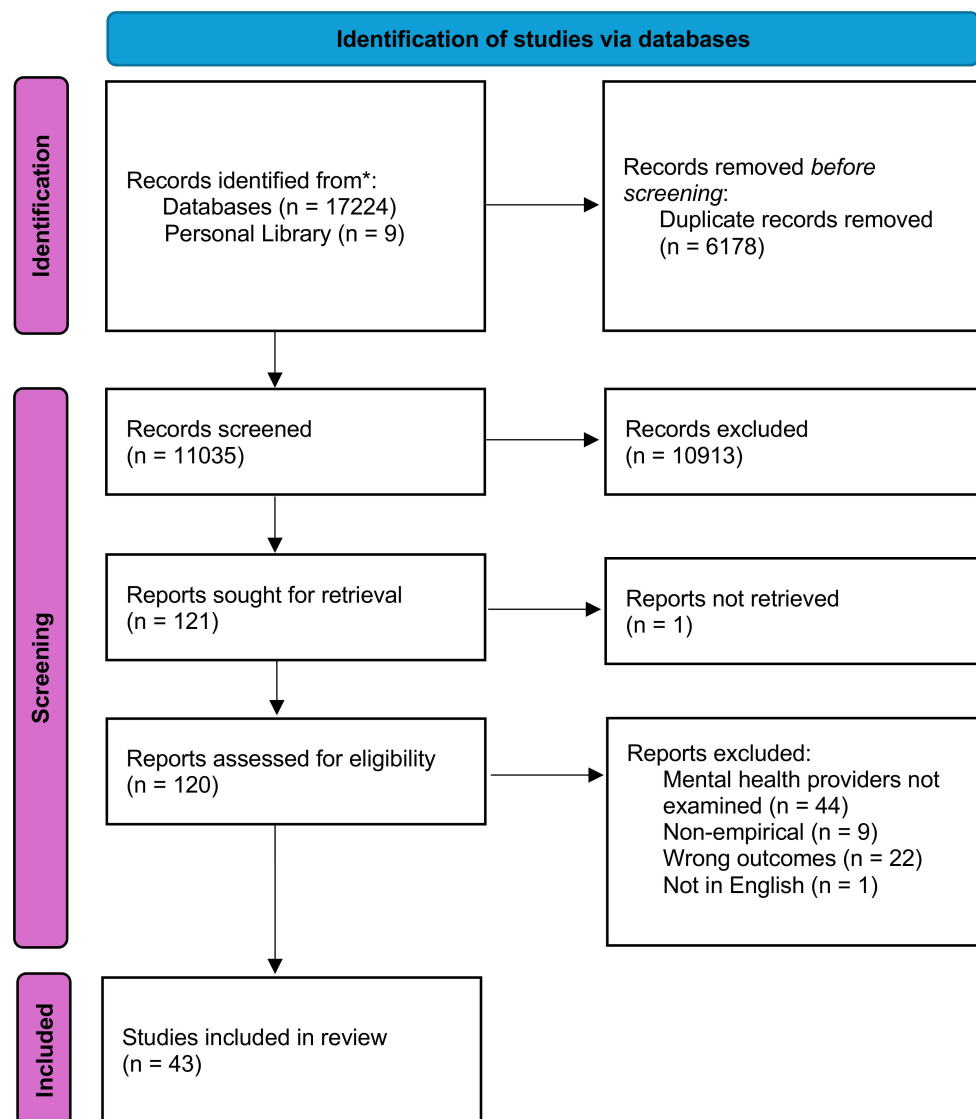 Identification of studies via databases
Identification
Records identified from*:
Databases (n = 17224)
Personal Library (n = 9)
Records removed before
screening:
Duplicate records removed
(n = 6178)
Screening
Records screened
(n = 11035)
Records excluded
(n = 10913)
Reports sought for retrieval
(n = 121)
Reports not retrieved
(n = 1)
Reports assessed for eligibility
(n = 120)
Reports excluded:
Mental health providers not
examined (n = 44)
Non-empirical (n = 9)
Wrong outcomes (n = 22)
Not in English (n = 1)
Included
Studies included in review
(n = 43)